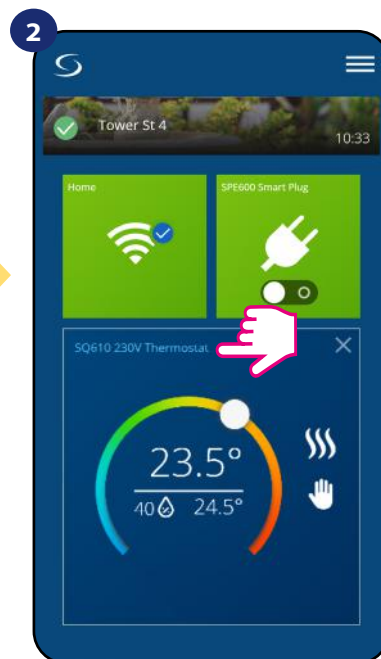 2
Tower St 4
10:33
Home
SPE600 Smart Plug
SQ610 230V Thermostat
23.5°
40 24.5°